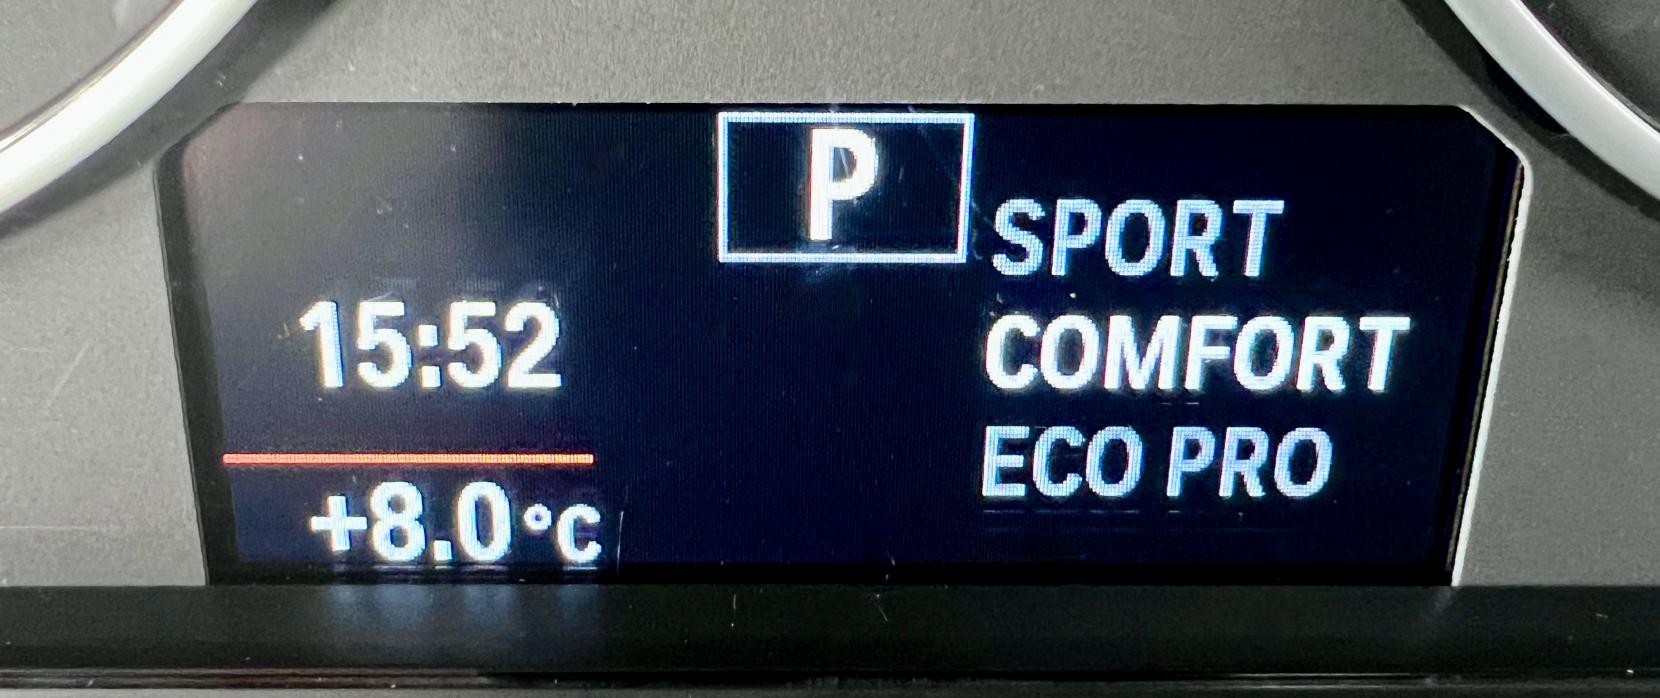 P
SPORT
15:52
COMFORT
ECO PRO
+8.0°C